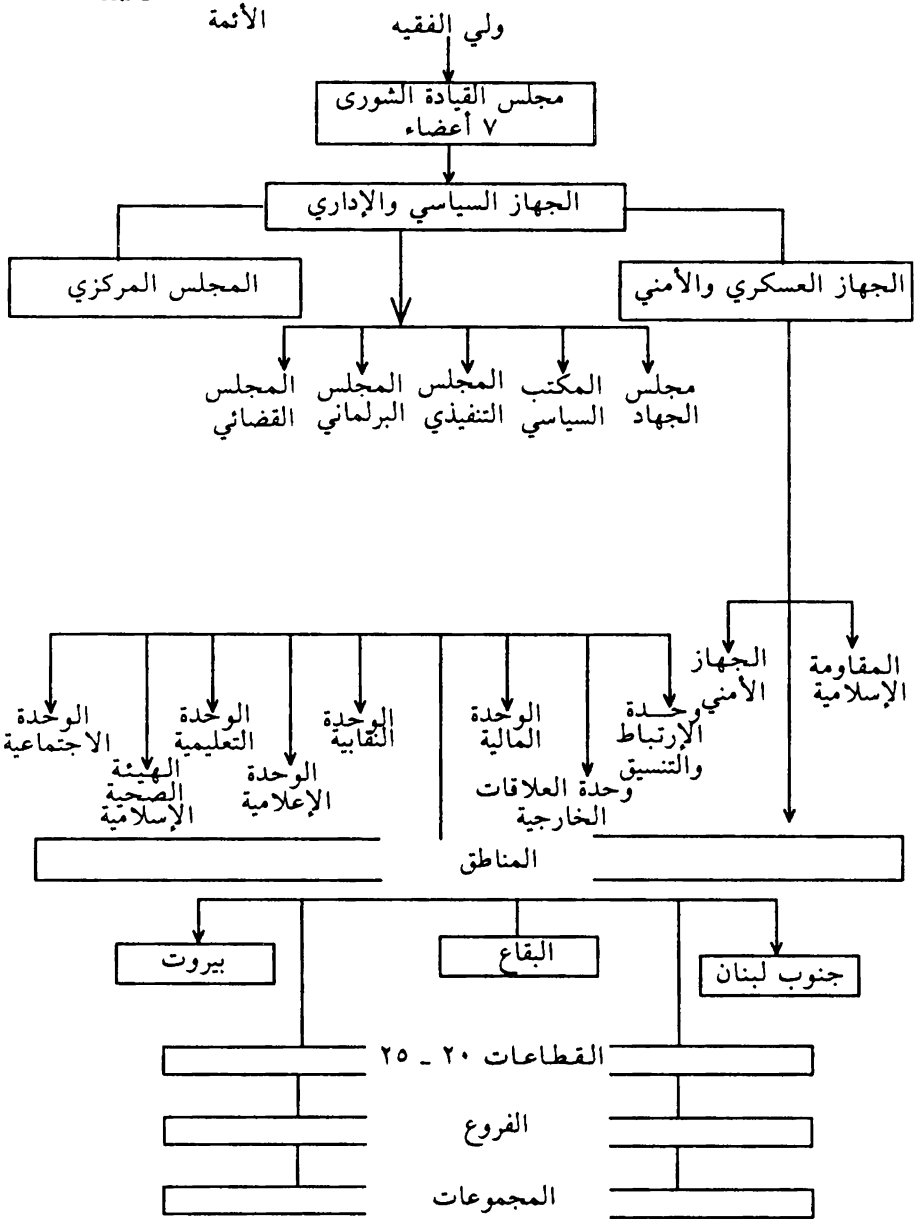 الأئمة
ولي الفقيه
مجلس القيادة الشورى
٧ أعضاء
الجهاز السياسي والإداري
الجهاز العسكري والأمني
المجلس المركزي
مجلس
الجهاد
المكتب
السياسي
المجلس
التنفيذي
المجلس
البرلماني
المجلس
القضائي
المقاومة
الإسلامية
الجهاز
الأمني
وحدة
الإرتباط
والتنسيق
وحدة العلاقات
الخارجية
الوحدة
المالية
الوحدة
النقابية
الوحدة
الإعلامية
الوحدة
التعليمية
الهيئة
الصحية
الإسلامية
الوحدة
الاجتماعية
المناطق
جنوب لبنان
البقاع
بيروت
القطاعات ٢٠ ـ ٢٥
الفروع
المجموعات